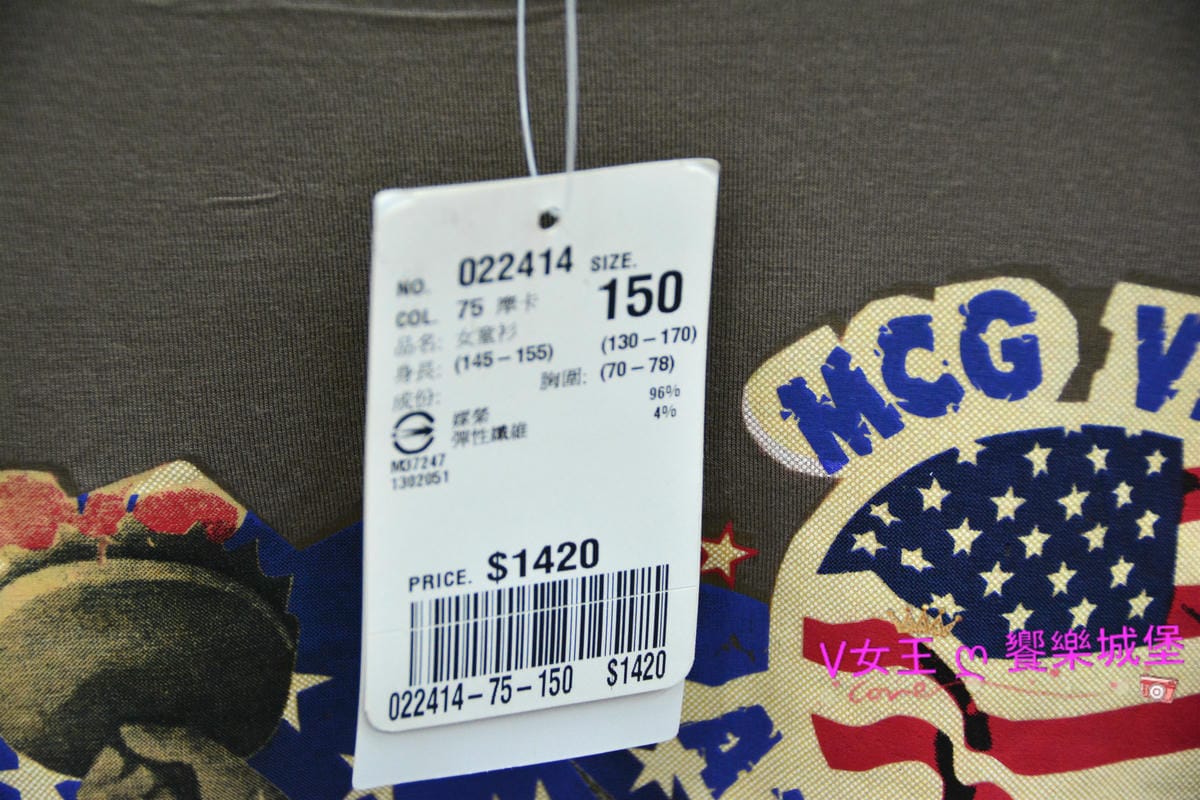 NO. 022414 SIZE.
COL. 75 摩卡 150
品名: 女童衫 (130-170)
身長: (145-155) 胸圍: (70-78)
成份: 96%
嫘縈 4%
彈性纖維
M37247
1302051
PRICE. $1420
022414-75-150 $1420
MCG
V女王 ღ 饗樂城堡